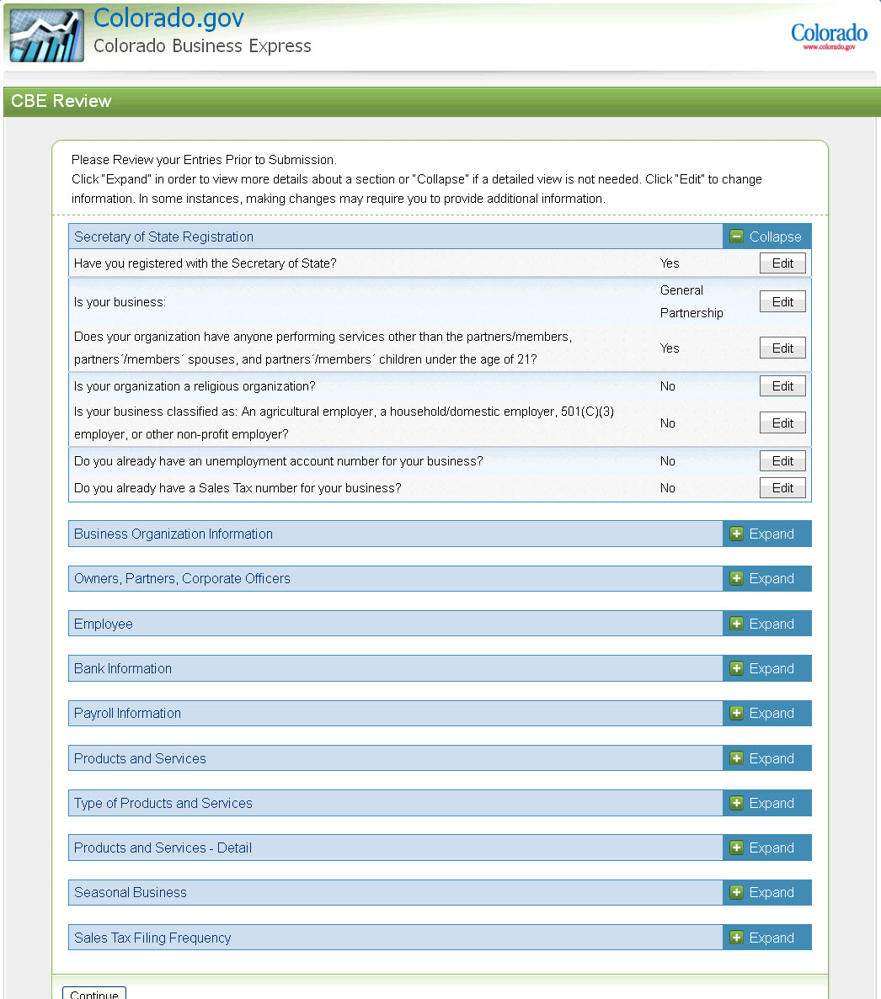 Colorado.gov
Colorado Business Express
Colorado
www.colorado.gov
CBE Review
Please Review your Entries Prior to Submission.
Click “Expand” in order to view more details about a section or “Collapse” if a detailed view is not needed. Click “Edit” to change
information. In some instances, making changes may require you to provide additional information.
Secretary of State Registration Collapse
Have you registered with the Secretary of State? Yes Edit
Is your business: General Partnership Edit
Does your organization have anyone performing services other than the partners/members,
partners´/members´ spouses, and partners´/members´ children under the age of 21? Yes Edit
Is your organization a religious organization? No Edit
Is your business classified as: An agricultural employer, a household/domestic employer, 501(C)(3)
employer, or other non-profit employer? No Edit
Do you already have an unemployment account number for your business? No Edit
Do you already have a Sales Tax number for your business? No Edit
Business Organization Information Expand
Owners, Partners, Corporate Officers Expand
Employee Expand
Bank Information Expand
Payroll Information Expand
Products and Services Expand
Type of Products and Services Expand
Products and Services - Detail Expand
Seasonal Business Expand
Sales Tax Filing Frequency Expand
Continue